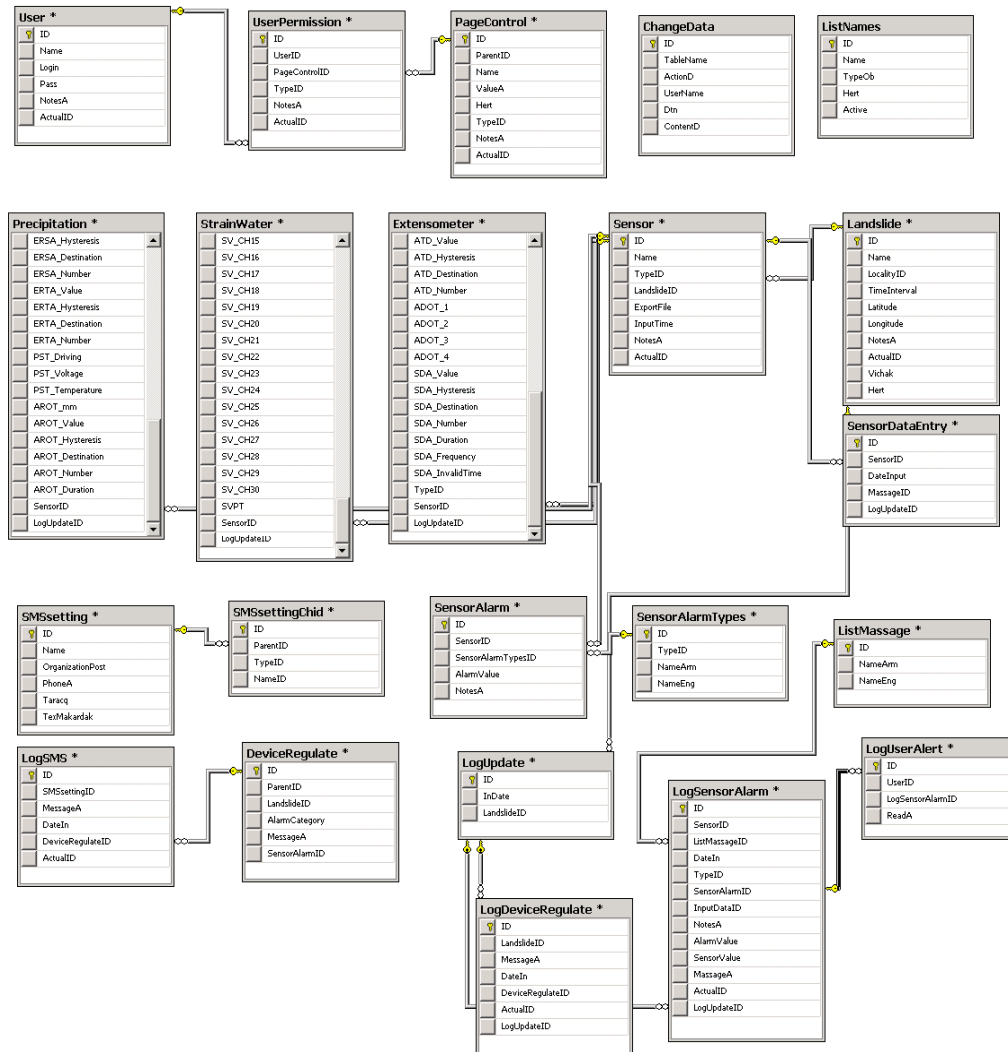 User *
ID
Name
Login
Pass
NotesA
ActualID
UserPermission *
ID
UserID
PageControlID
TypeID
NotesA
ActualID
PageControl *
ID
ParentID
Name
ValueA
Hert
TypeID
NotesA
ActualID
ChangeData
ID
TableName
ActionD
UserName
Dtn
ContentD
ListNames
ID
Name
TypeOb
Hert
Active
Precipitation *
ERSA_Hysteresis
ERSA_Destination
ERSA_Number
ERTA_Value
ERTA_Hysteresis
ERTA_Destination
ERTA_Number
PST_Driving
PST_Voltage
PST_Temperature
AROT_mm
AROT_Value
AROT_Hysteresis
AROT_Destination
AROT_Number
AROT_Duration
SensorID
LogUpdateID
StrainWater *
SV_CH15
SV_CH16
SV_CH17
SV_CH18
SV_CH19
SV_CH20
SV_CH21
SV_CH22
SV_CH23
SV_CH24
SV_CH25
SV_CH26
SV_CH27
SV_CH28
SV_CH29
SV_CH30
SVPT
SensorID
LogUpdateID
Extensometer *
ATD_Value
ATD_Hysteresis
ATD_Destination
ATD_Number
ADOT_1
ADOT_2
ADOT_3
ADOT_4
SDA_Value
SDA_Hysteresis
SDA_Destination
SDA_Number
SDA_Duration
SDA_Frequency
SDA_InvalidTime
TypeID
SensorID
LogUpdateID
Sensor *
ID
Name
TypeID
LandslideID
ExportFile
InputTime
NotesA
ActualID
Landslide *
ID
Name
LocalityID
TimeInterval
Latitude
Longitude
NotesA
ActualID
Vichak
Hert
SensorDataEntry *
ID
SensorID
DateInput
MassageID
LogUpdateID
SMSsetting *
ID
Name
OrganizationPost
PhoneA
Taracq
TexMakardak
SMSsettingChid *
ID
ParentID
TypeID
NameID
SensorAlarm *
ID
SensorID
SensorAlarmTypesID
AlarmValue
NotesA
SensorAlarmTypes *
ID
TypeID
NameArm
NameEng
ListMassage *
ID
NameArm
NameEng
LogSMS *
ID
SMSsettingID
MessageA
DateIn
DeviceRegulateID
ActualID
DeviceRegulate *
ID
ParentID
LandslideID
AlarmCategory
MessageA
SensorAlarmID
LogUpdate *
ID
InDate
LandslideID
LogSensorAlarm *
ID
SensorID
ListMassageID
DateIn
TypeID
SensorAlarmID
InputDataID
NotesA
AlarmValue
SensorValue
MassageA
ActualID
LogUpdateID
LogUserAlert *
ID
UserID
LogSensorAlarmID
ReadA
LogDeviceRegulate *
ID
LandslideID
MessageA
DateIn
DeviceRegulateID
ActualID
LogUpdateID